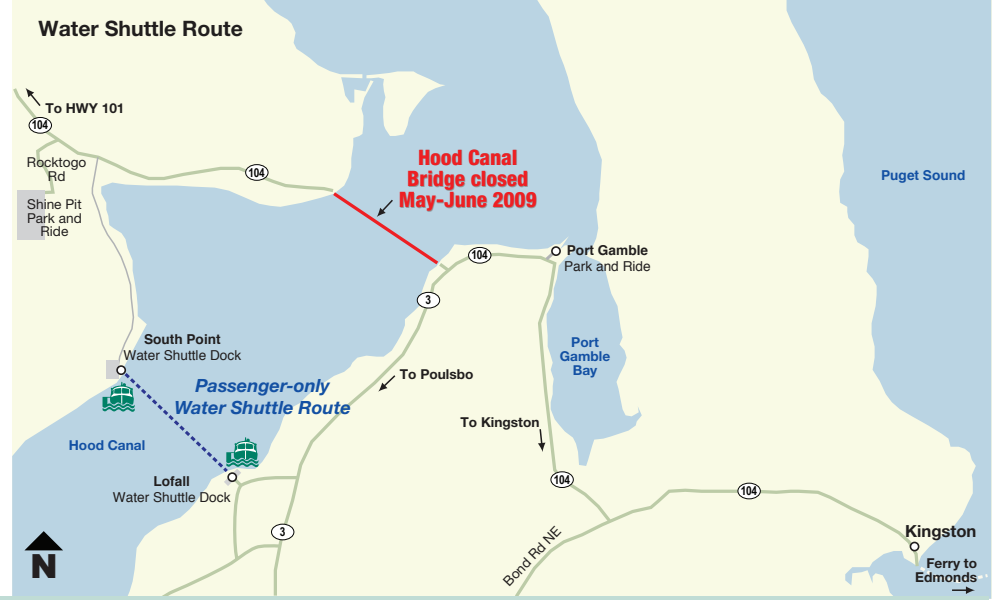 Water Shuttle Route
To HWY 101
104
Rocktogo
Rd
104
Shine Pit
Park and
Ride
Hood Canal
Bridge closed
May-June 2009
Puget Sound
104
Port Gamble
Park and Ride
3
South Point
Water Shuttle Dock
Port
Gamble
Bay
To Poulsbo
Passenger-only
Water Shuttle Route
To Kingston
Hood Canal
Lofall
Water Shuttle Dock
104
104
3
Bond Rd NE
Kingston
Ferry to
Edmonds
N